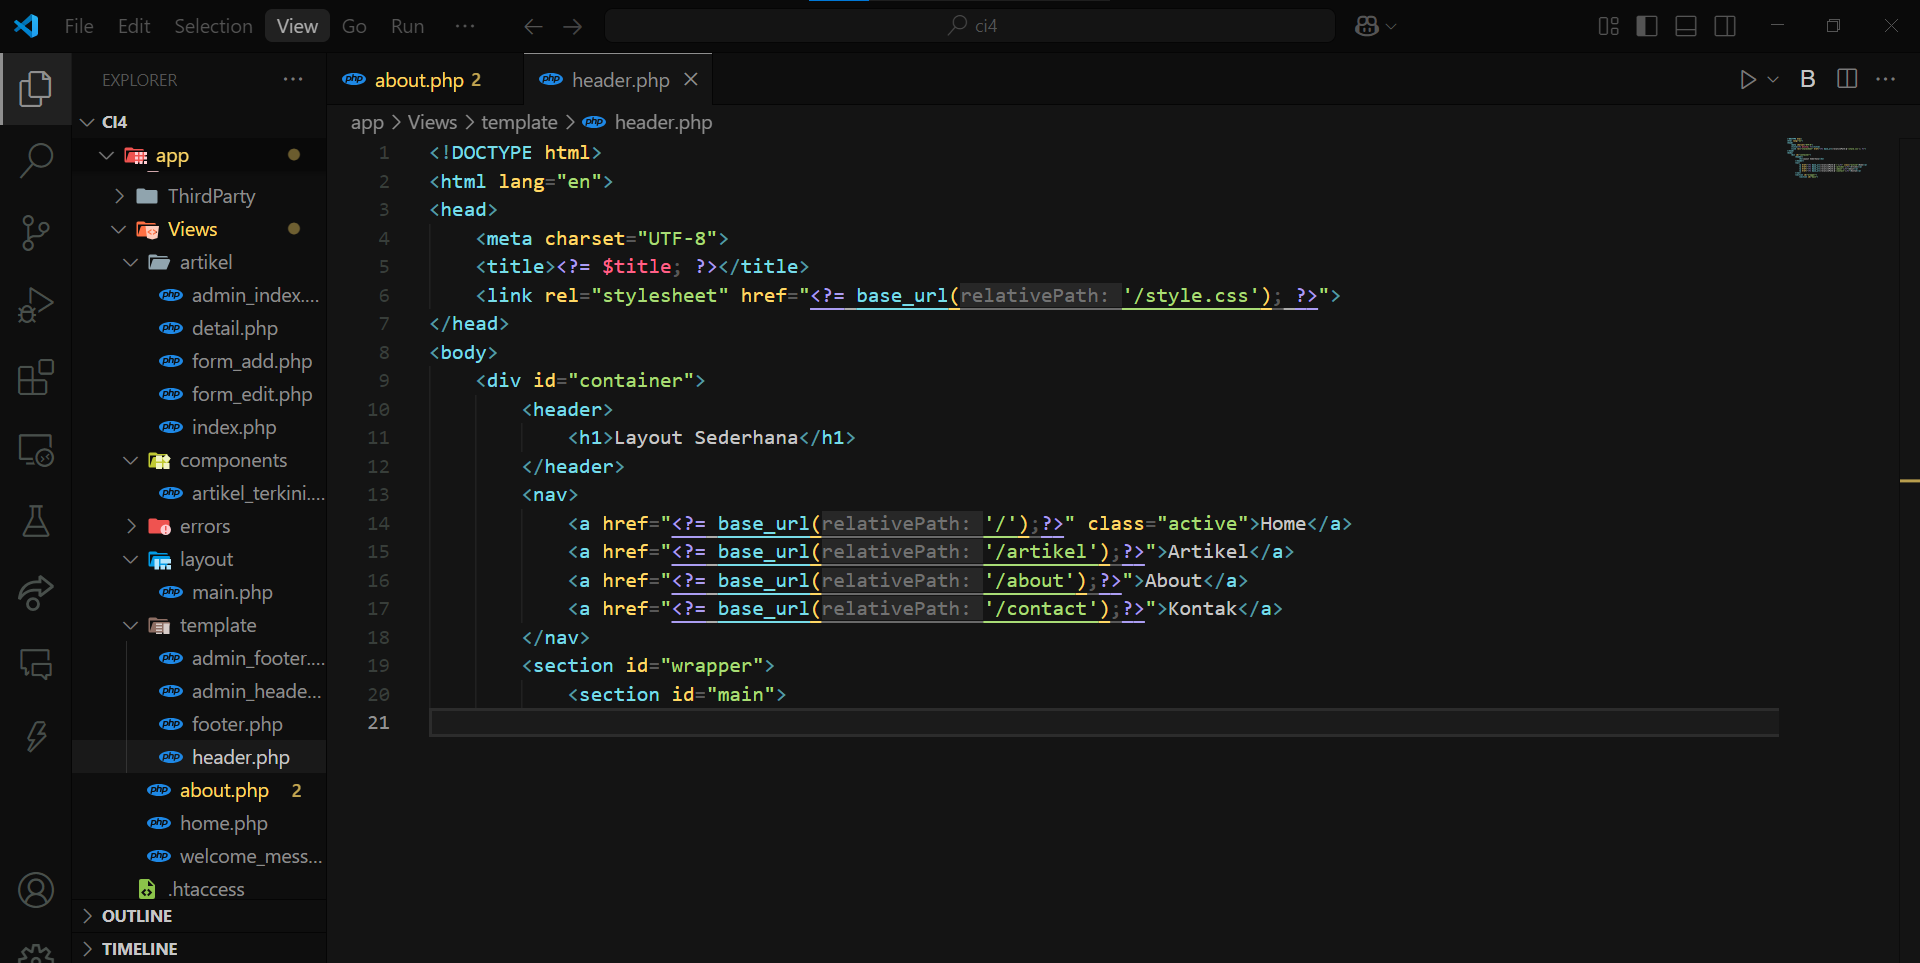 File Edit Selection View Go Run ··· ci4
EXPLORER ···
CI4
app
ThirdParty
Views
artikel
admin_index....
detail.php
form_add.php
form_edit.php
index.php
components
artikel_terkini....
errors
layout
main.php
template
admin_footer....
admin_heade...
footer.php
header.php
about.php 2
home.php
welcome_mess...
.htaccess
OUTLINE
TIMELINE
php about.php 2 php header.php
B
app > Views > template > php header.php
1 <!DOCTYPE html>
2 <html lang="en">
3 <head>
4 <meta charset="UTF-8">
5 <title><?= $title; ?></title>
6 <link rel="stylesheet" href="<?= base_url(relativePath: '/style.css'); ?>">
7 </head>
8 <body>
9 <div id="container">
10 <header>
11 <h1>Layout Sederhana</h1>
12 </header>
13 <nav>
14 <a href="<?= base_url(relativePath: '/');?>" class="active">Home</a>
15 <a href="<?= base_url(relativePath: '/artikel');?>">Artikel</a>
16 <a href="<?= base_url(relativePath: '/about');?>">About</a>
17 <a href="<?= base_url(relativePath: '/contact');?>">Kontak</a>
18 </nav>
19 <section id="wrapper">
20 <section id="main">
21